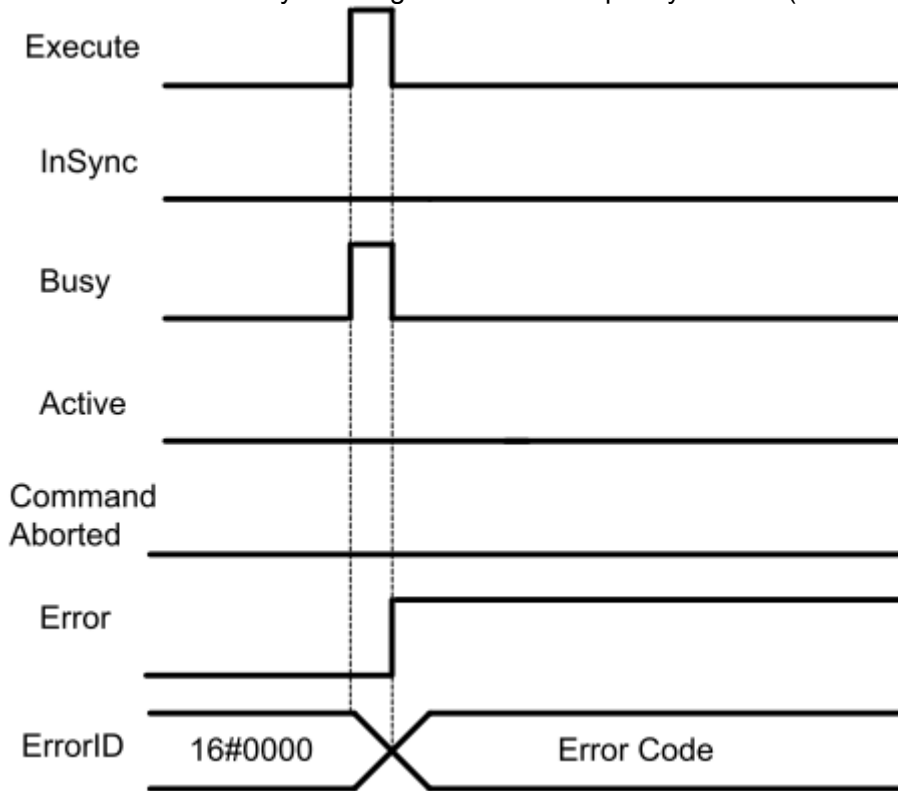 Execute
InSync
Busy
Active
Command
Aborted
Error
ErrorID 16#0000 Error Code